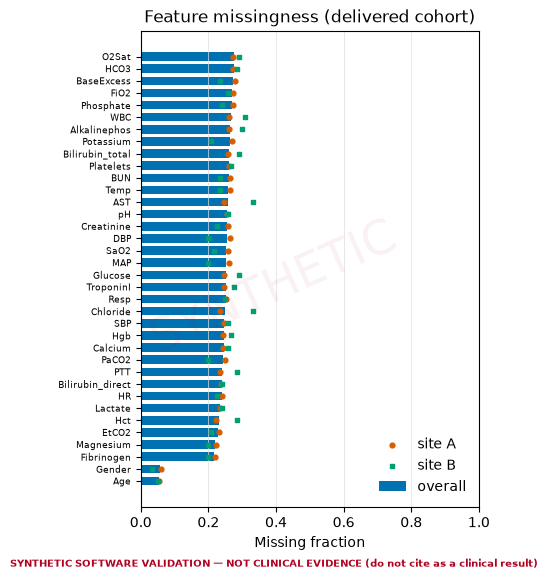 Feature missingness (delivered cohort)
O2Sat
HCO3
BaseExcess
FiO2
Phosphate
WBC
Alkalinephos
Potassium
Bilirubin_total
Platelets
BUN
Temp
AST
pH
Creatinine
DBP
SaO2
MAP
Glucose
TroponinI
Resp
Chloride
SBP
Hgb
Calcium
PaCO2
PTT
Bilirubin_direct
HR
Lactate
Hct
EtCO2
Magnesium
Fibrinogen
Gender
Age
SYNTHETIC
site A
site B
overall
0.0 0.2 0.4 0.6 0.8 1.0
Missing fraction
SYNTHETIC SOFTWARE VALIDATION — NOT CLINICAL EVIDENCE (do not cite as a clinical result)